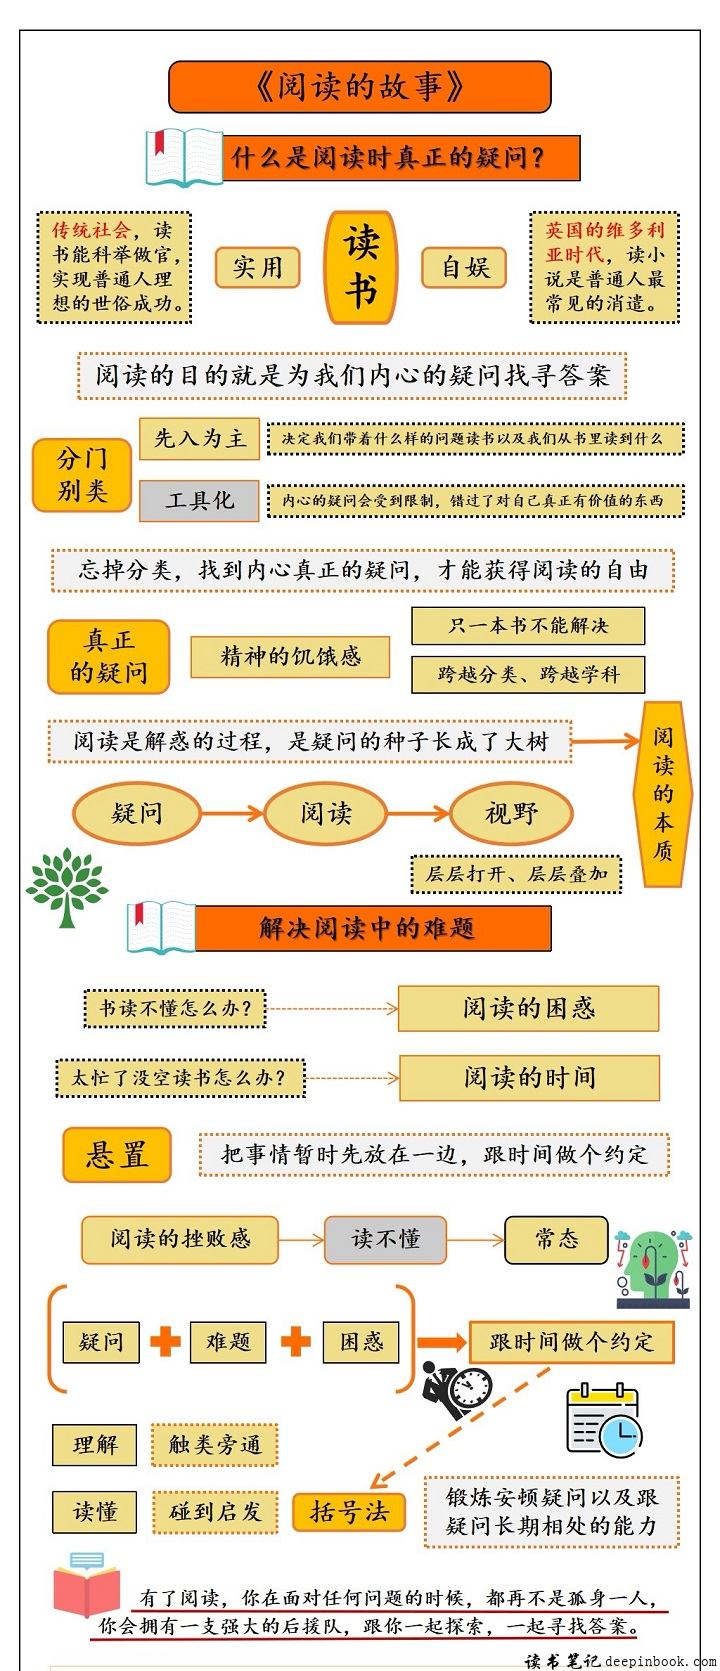 《阅读的故事》
什么是阅读时真正的疑问？
传统社会，读
书能科举做官，
实现普通人理
想的世俗成功。
实用
读
书
自娱
英国的维多利
亚时代，读小
说是普通人最
常见的消遣。
阅读的目的就是为我们内心的疑问找寻答案
分门
别类
先入为主
决定我们带着什么样的问题读书以及我们从书里读到什么
工具化
内心的疑问会受到限制，错过了对自己真正有价值的东西
忘掉分类，找到内心真正的疑问，才能获得阅读的自由
真正
的疑问
精神的饥饿感
只一本书不能解决
跨越分类、跨越学科
阅读是解惑的过程，是疑问的种子长成了大树
阅
读
的
本
质
疑问
阅读
视野
层层打开、层层叠加
解决阅读中的难题
书读不懂怎么办？
阅读的困惑
太忙了没空读书怎么办？
阅读的时间
悬置
把事情暂时先放在一边，跟时间做个约定
阅读的挫败感
读不懂
常态
疑问
难题
困惑
跟时间做个约定
理解
触类旁通
读懂
碰到启发
括号法
锻炼安顿疑问以及跟
疑问长期相处的能力
有了阅读，你在面对任何问题的时候，都再不是孤身一人，
你会拥有一支强大的后援队，跟你一起探索，一起寻找答案。
读书笔记 deepinbook.com